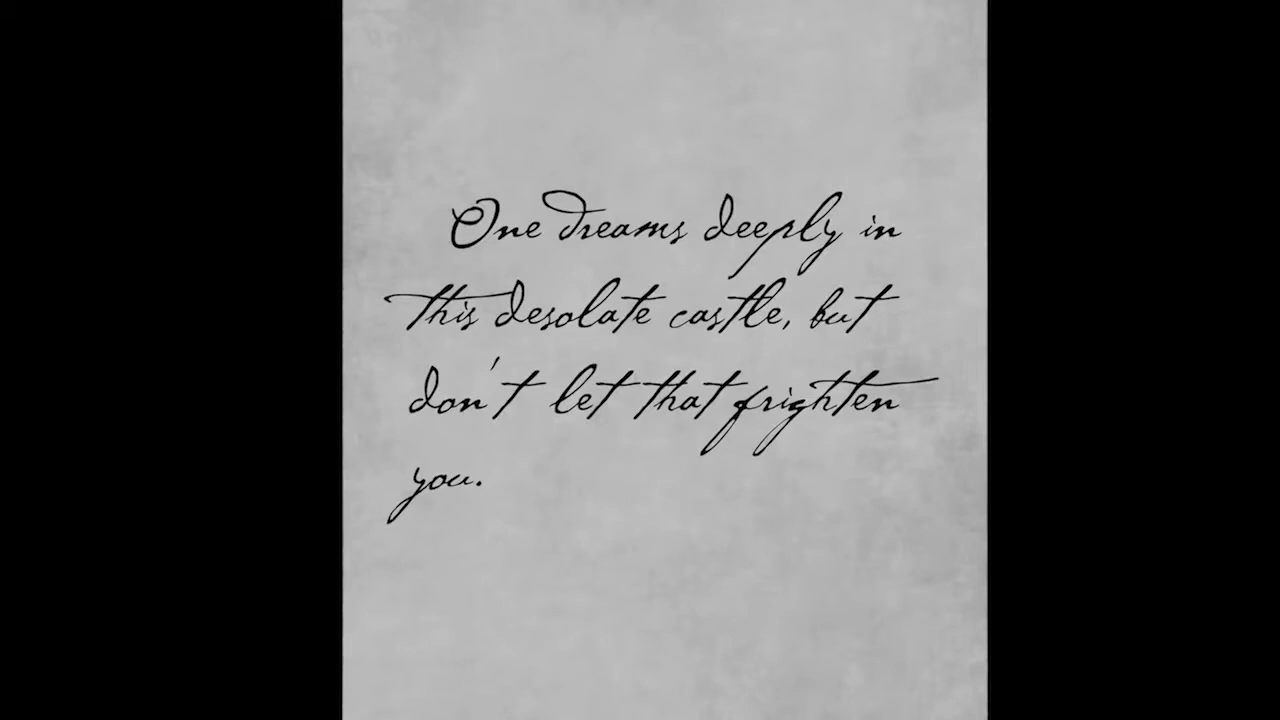 One dreams deeply in
this desolate castle, but
don't let that frighten
you.